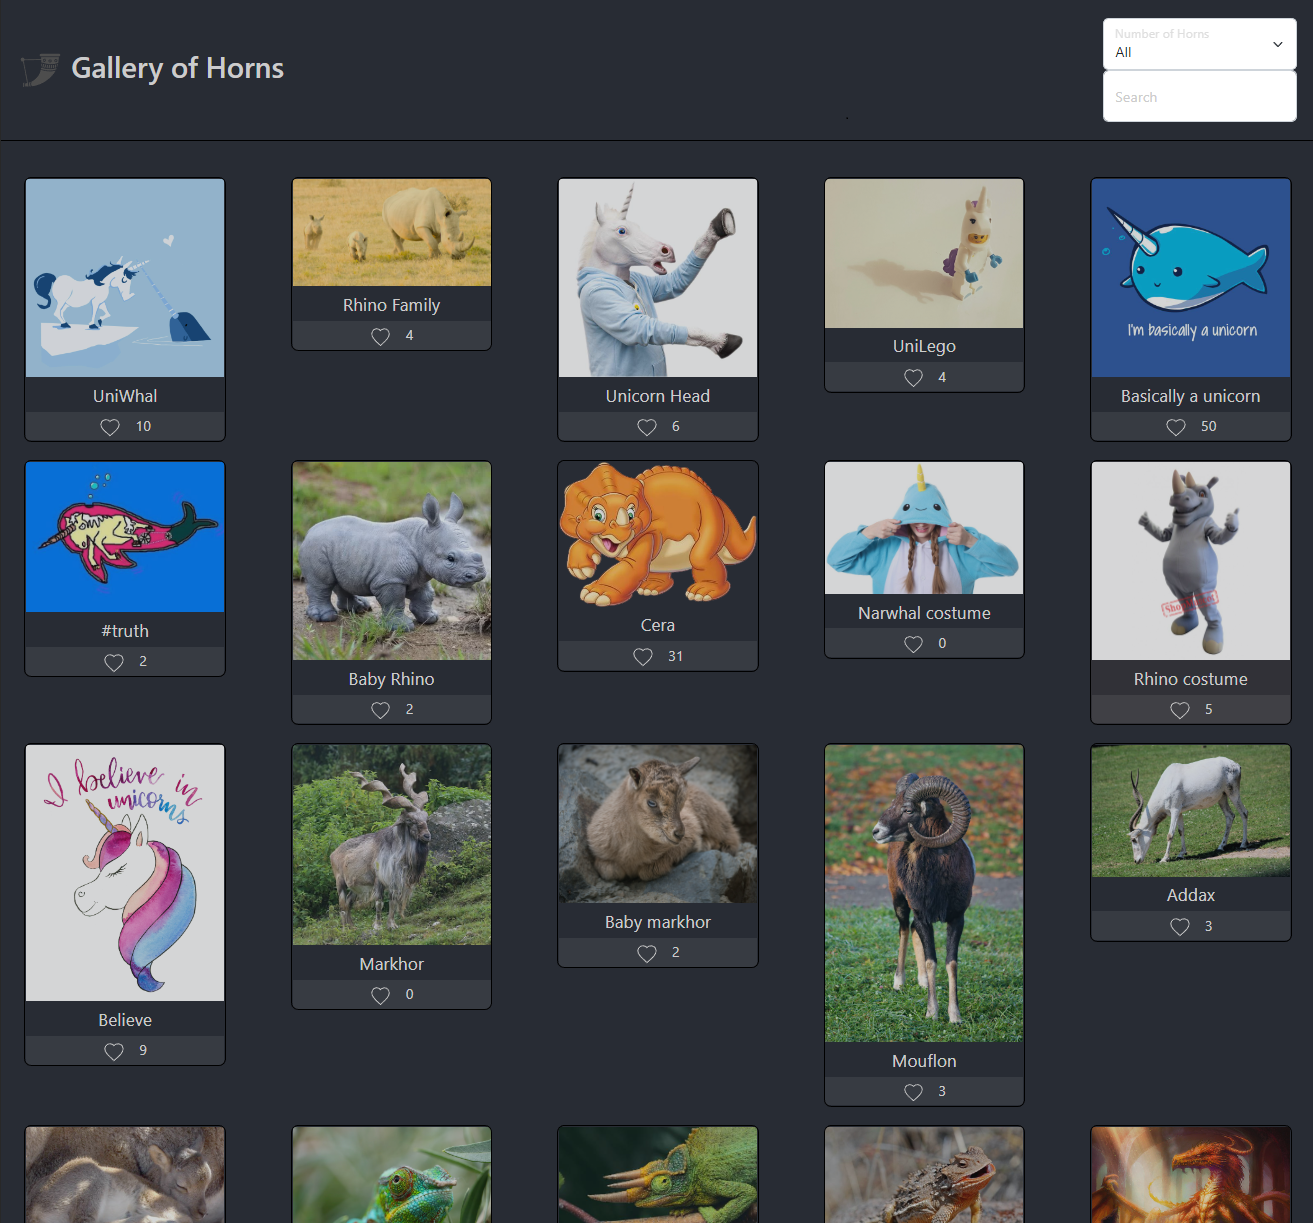 Gallery of Horns
Number of Horns
All
Search
UniWhal
10
Rhino Family
4
Unicorn Head
6
UniLego
4
I'm basically a unicorn
Basically a unicorn
50
#truth
2
Baby Rhino
2
Cera
31
Narwhal costume
0
Rhino costume
5
I believe in
unicorns
Believe
9
Markhor
0
Baby markhor
2
Mouflon
3
Addax
3